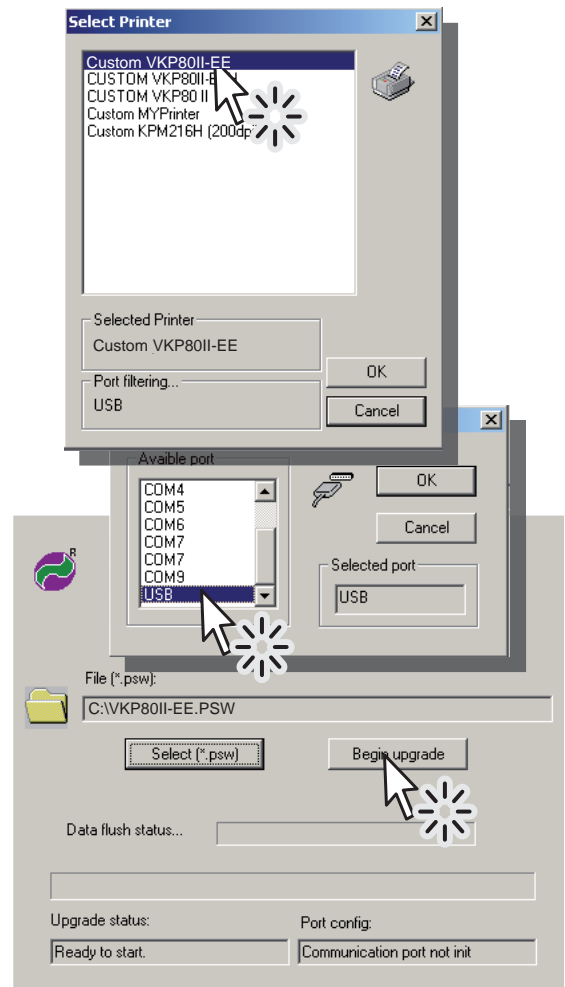 Select Printer
Custom VKP80II-EE
CUSTOM VKP80II-
CUSTOM VKP80 II
Custom MYPrinter
Custom KPM216H (200dpi
Selected Printer
Custom VKP80II-EE
Port filtering...
USB
OK
Cancel
Avaible port
COM4
COM5
COM6
COM7
COM7
COM9
USB
OK
Cancel
Selected port
USB
R
File (*.psw):
C:\VKP80II-EE.PSW
Select (*.psw)
Begin upgrade
Data flush status...
Upgrade status:
Ready to start.
Port config:
Communication port not init